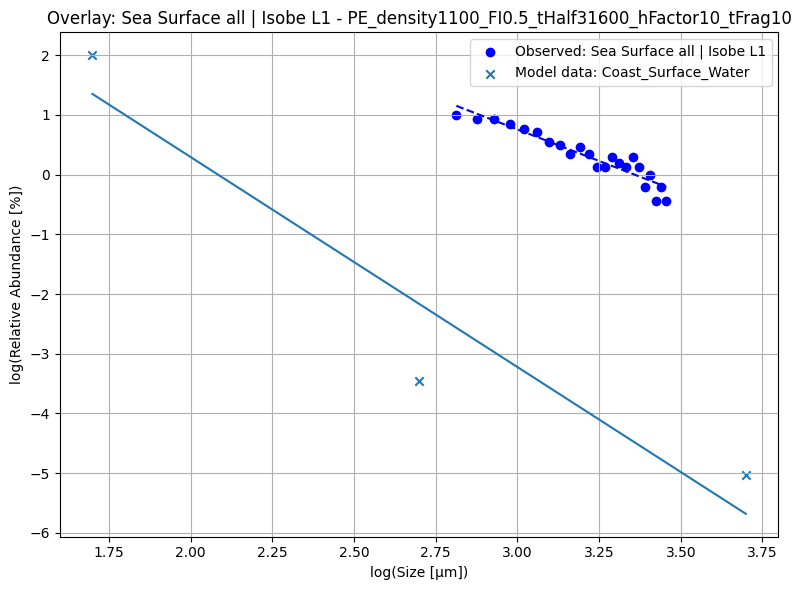 Overlay: Sea Surface all | Isobe L1 - PE_density1100_FI0.5_tHalf31600_hFactor10_tFrag10
Observed: Sea Surface all | Isobe L1
Model data: Coast_Surface_Water
log(Relative Abundance [%])
2
1
0
−1
−2
−3
−4
−5
−6
1.75 2.00 2.25 2.50 2.75 3.00 3.25 3.50 3.75
log(Size [μm])